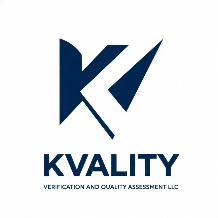 KVALITY
VERIFICATION AND QUALITY ASSESSMENT LLC